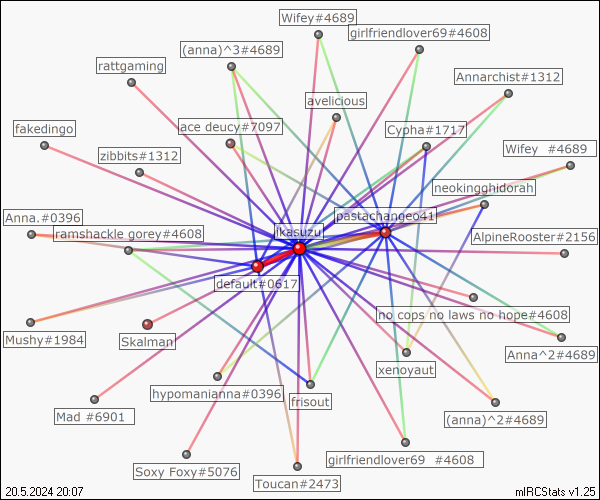 Wifey#4689
girlfriendlover69#4608
(anna)^3#4689
rattgaming
Annarchist#1312
avelicious
fakedingo
ace deucy#7097
Cypha#1717
zibbits#1312
Wifey #4689
neokingghidorah
pastachangeo41
Anna.#0396
ramshackle gorey#4608
ikasuzu
AlpineRooster#2156
default#0617
no cops no laws no hope#4608
Mushy#1984
Skalman
Anna^2#4689
xenoyaut
hypomanianna#0396
frisout
Mad #6901
(anna)^2#4689
girlfriendlover69 #4608
Soxy Foxy#5076
Toucan#2473
20.5.2024 20:07
mIRCStats v1.25